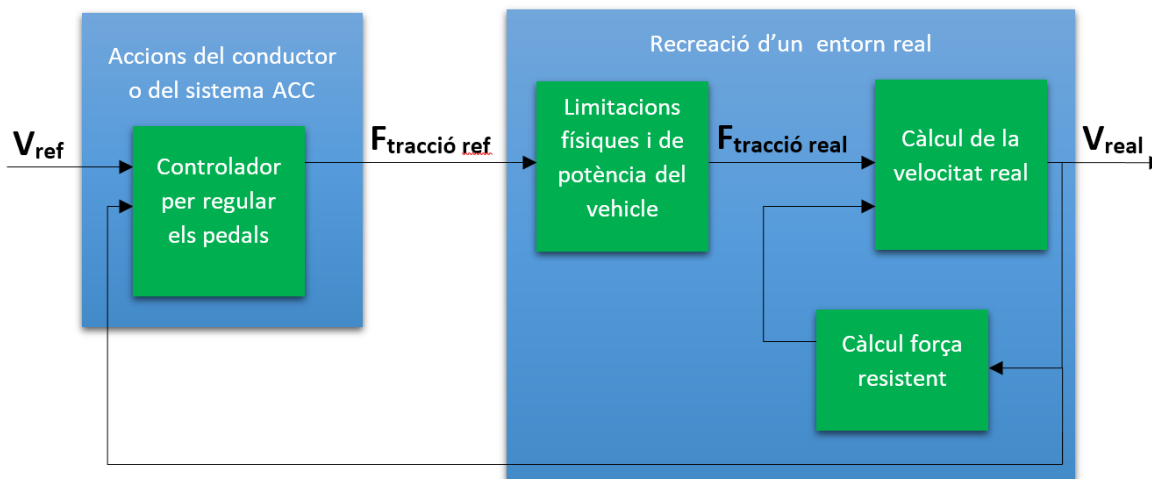 Accions del conductor
o del sistema ACC
Vref
Controlador
per regular
els pedals
Ftracció ref
Recreació d’un  entorn real
Limitacions
físiques i de
potència del
vehicle
Ftracció real
Càlcul de la
velocitat real
Vreal
Càlcul força
resistent